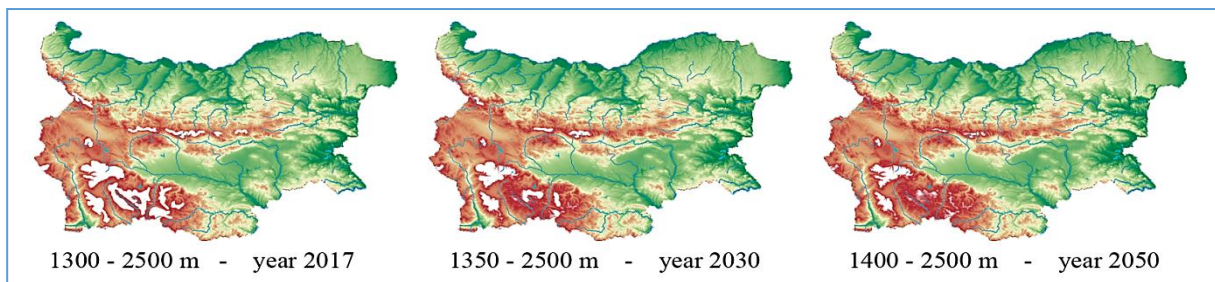 1300 - 2500 m - year 2017
1350 - 2500 m - year 2030
1400 - 2500 m - year 2050